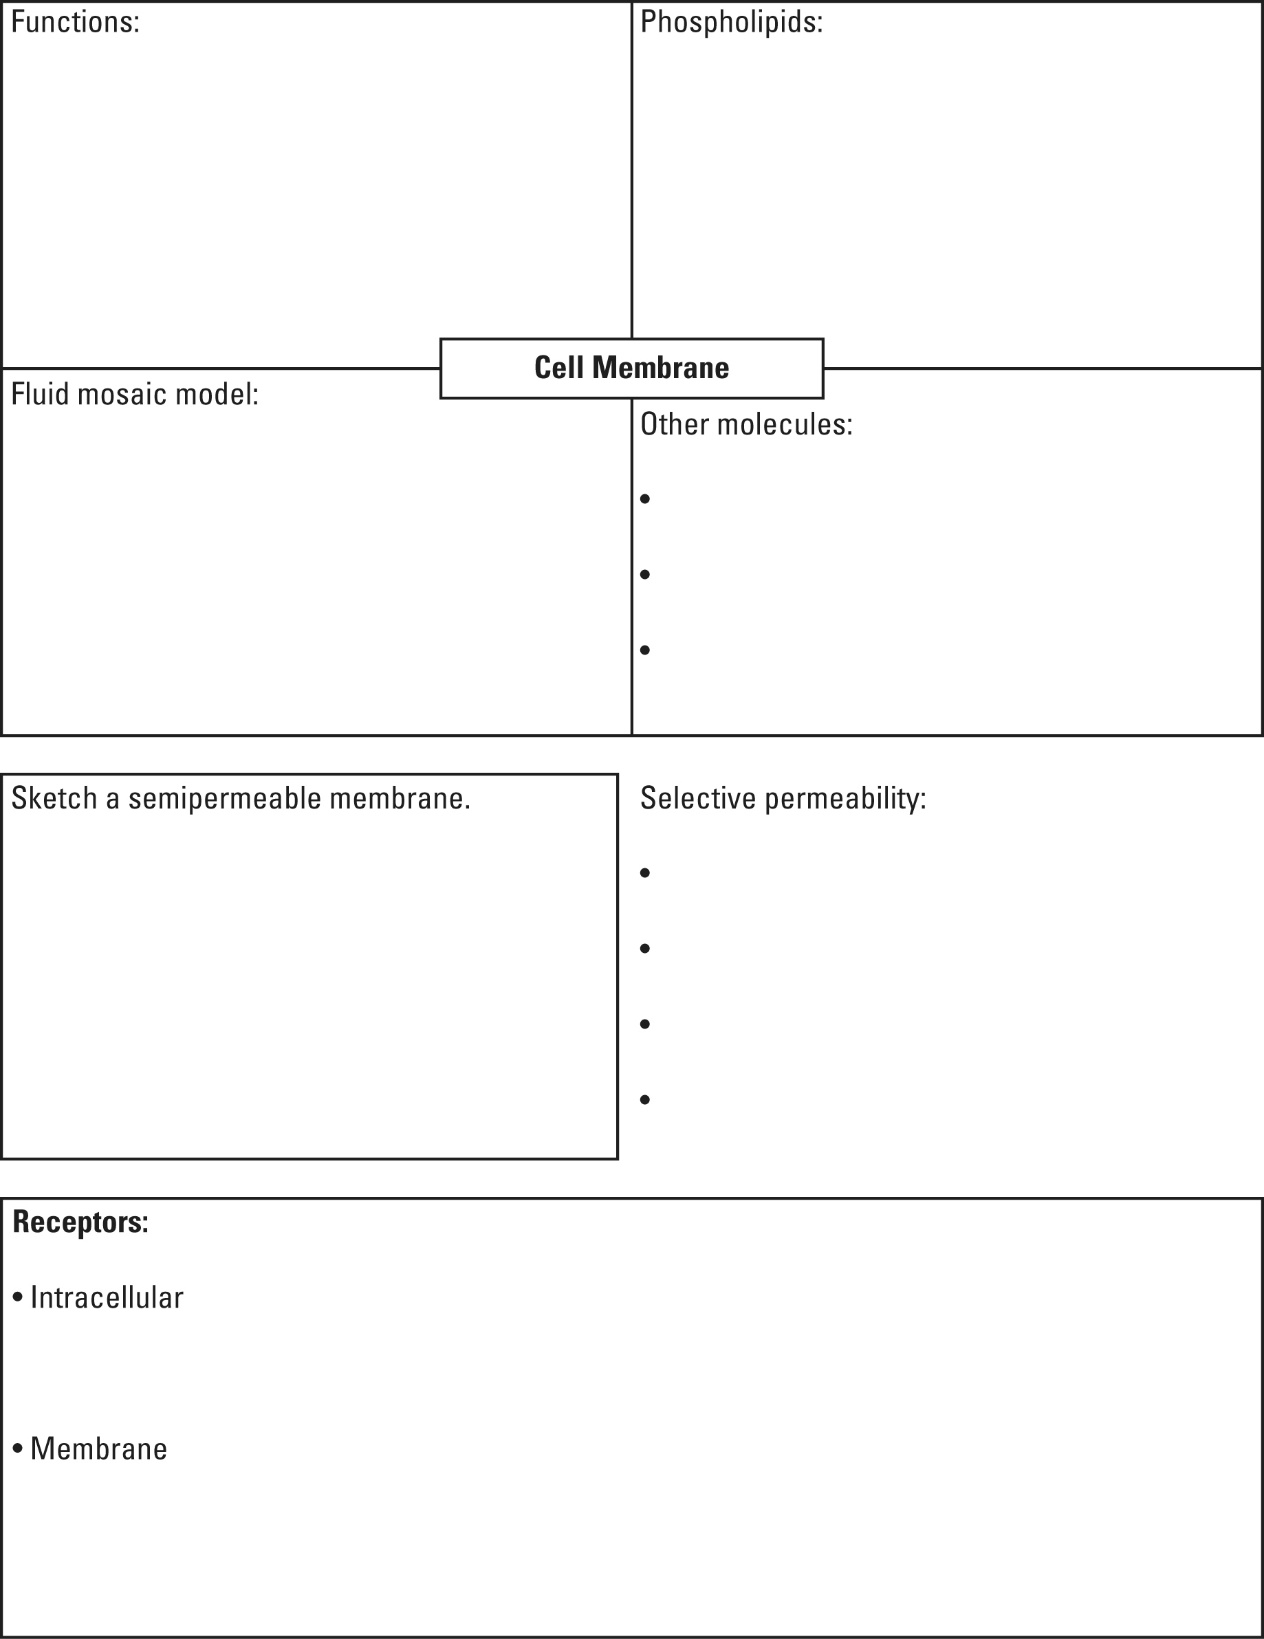 Functions:
Phospholipids:
Cell Membrane
Fluid mosaic model:
Other molecules:
•
•
•
Sketch a semipermeable membrane.
Selective permeability:
•
•
•
•
Receptors:
• Intracellular
• Membrane